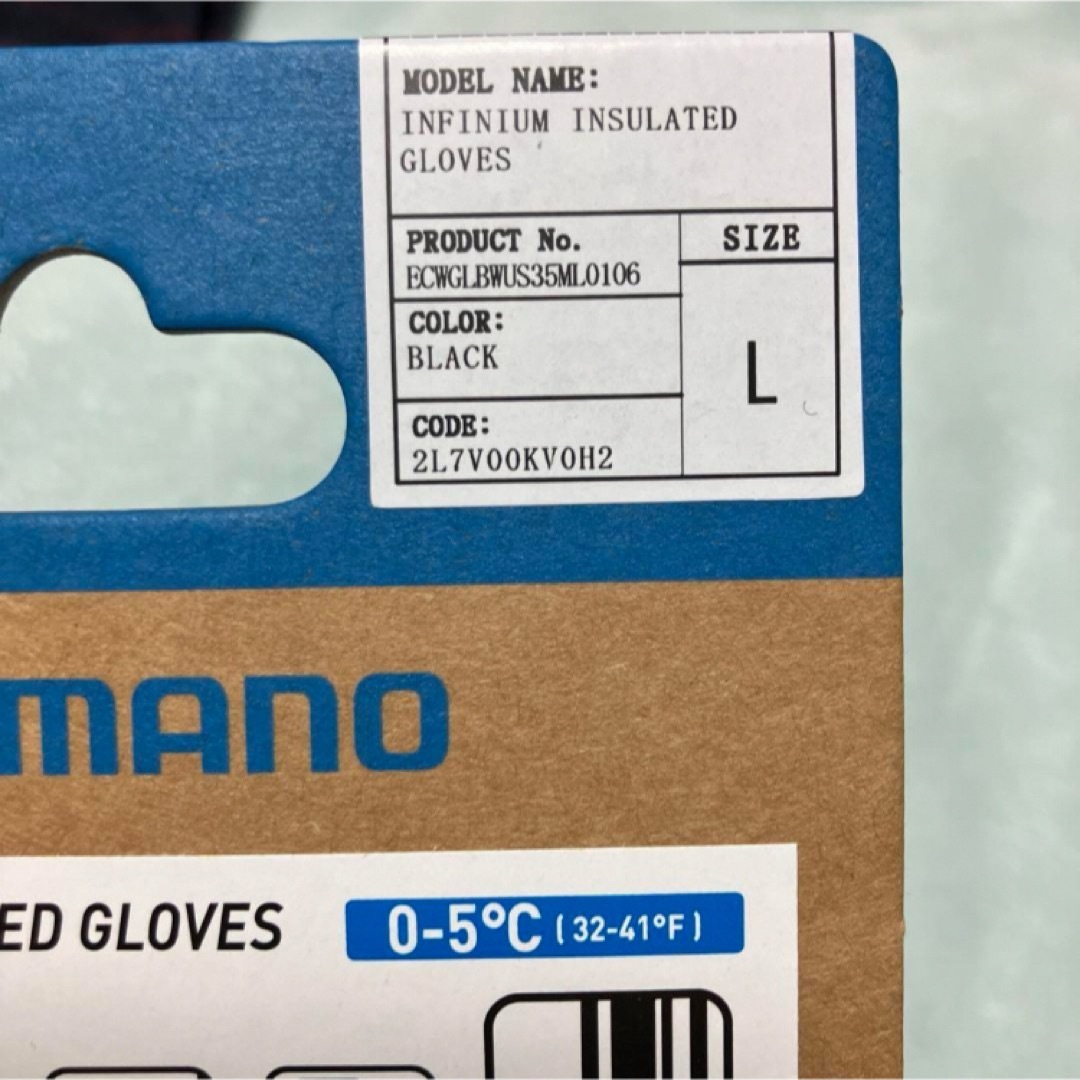 MODEL NAME:
INFINIUM INSULATED
GLOVES
PRODUCT No.
ECWGLBWUS35ML0106
SIZE
COLOR:
BLACK
L
CODE:
2L7V00KV0H2
MANO
ED GLOVES
0-5°C (32-41°F)